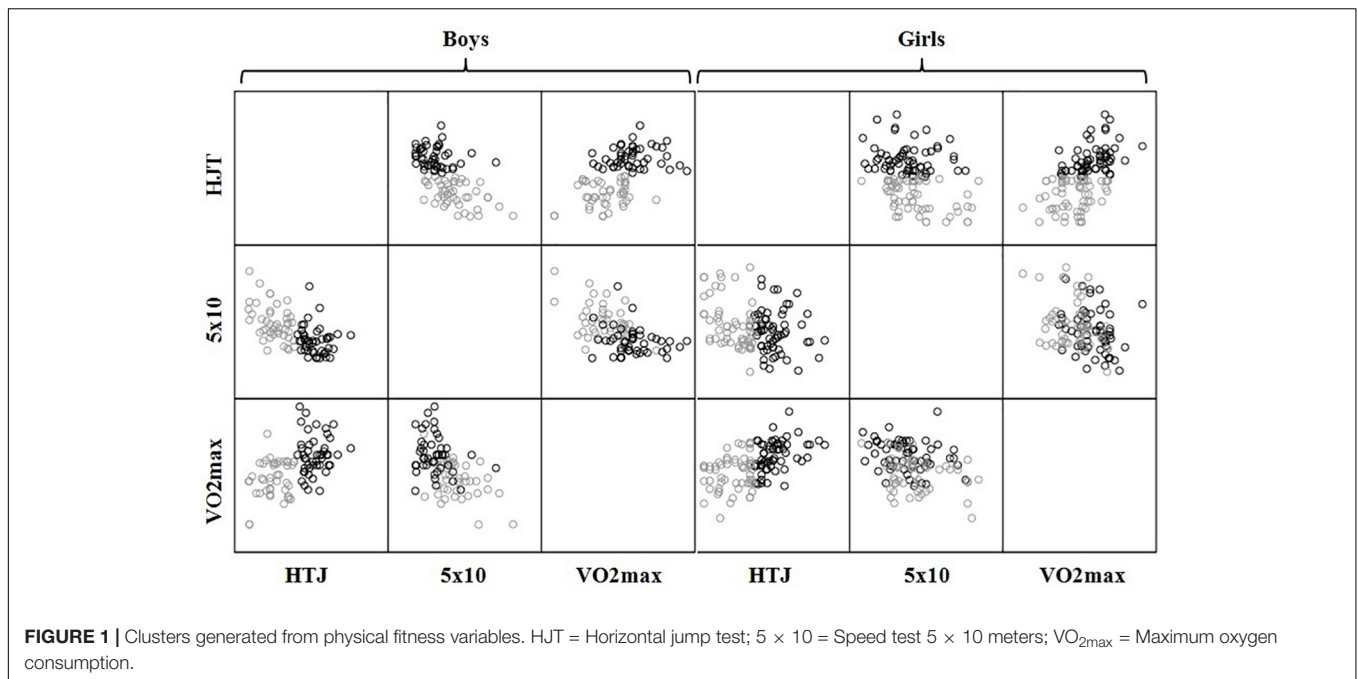 Boys Girls
HJT
5x10
VO2max
HTJ 5x10 VO2max HTJ 5x10 VO2max
FIGURE 1 | Clusters generated from physical fitness variables. HJT = Horizontal jump test; 5 × 10 = Speed test 5 × 10 meters; VO2max = Maximum oxygen
consumption.